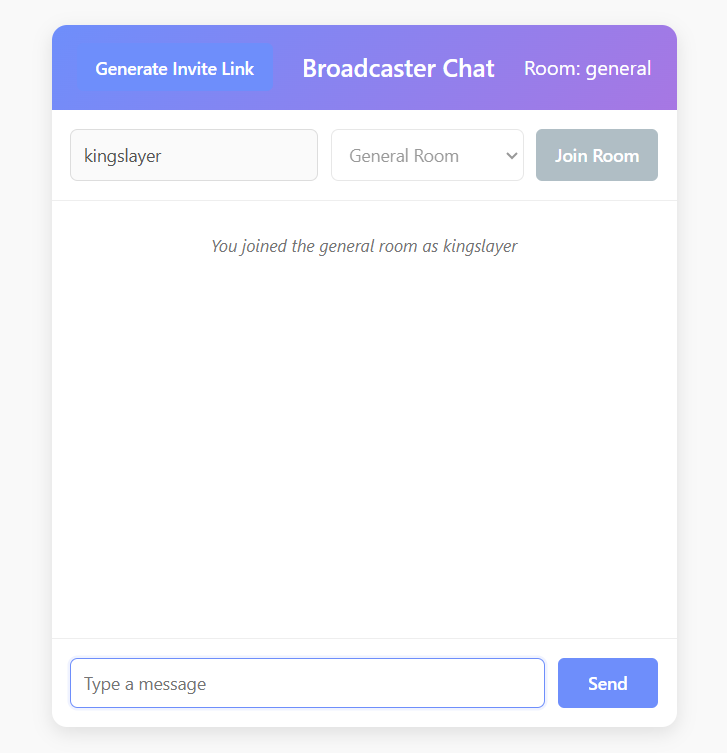 Generate Invite Link
Broadcaster Chat
Room: general
kingslayer
General Room
Join Room
You joined the general room as kingslayer
Type a message
Send